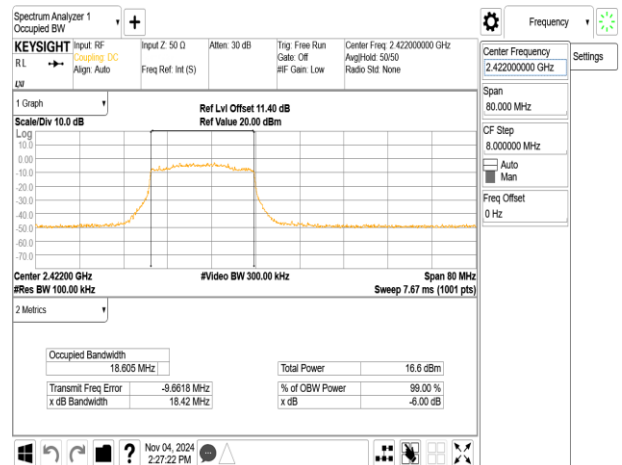 Spectrum Analyzer 1
Occupied BW
+
Frequency
KEYSIGHT
Input: RF
Input Z: 50 Ω
Atten: 30 dB
Trig: Free Run
Center Freq: 2.422000000 GHz
RL
Coupling: DC
Gate: Off
Avg|Hold: 50/50
Align: Auto
Freq Ref: Int (S)
#IF Gain: Low
Radio Std: None
Center Frequency
2.422000000 GHz
Settings
Span
80.000 MHz
CF Step
8.000000 MHz
Auto
Man
Freq Offset
0 Hz
1 Graph
Ref Lvl Offset 11.40 dB
Scale/Div 10.0 dB
Ref Value 20.00 dBm
Log
10.0
0.00
-10.0
-20.0
-30.0
-40.0
-50.0
-60.0
-70.0
Center 2.42200 GHz
#Video BW 300.00 kHz
Span 80 MHz
#Res BW 100.00 kHz
Sweep 7.67 ms (1001 pts)
2 Metrics
Occupied Bandwidth
18.605 MHz
Total Power
16.6 dBm
Transmit Freq Error
-9.6618 MHz
% of OBW Power
99.00 %
x dB Bandwidth
18.42 MHz
x dB
-6.00 dB
?
Nov 04, 2024
2:27:22 PM